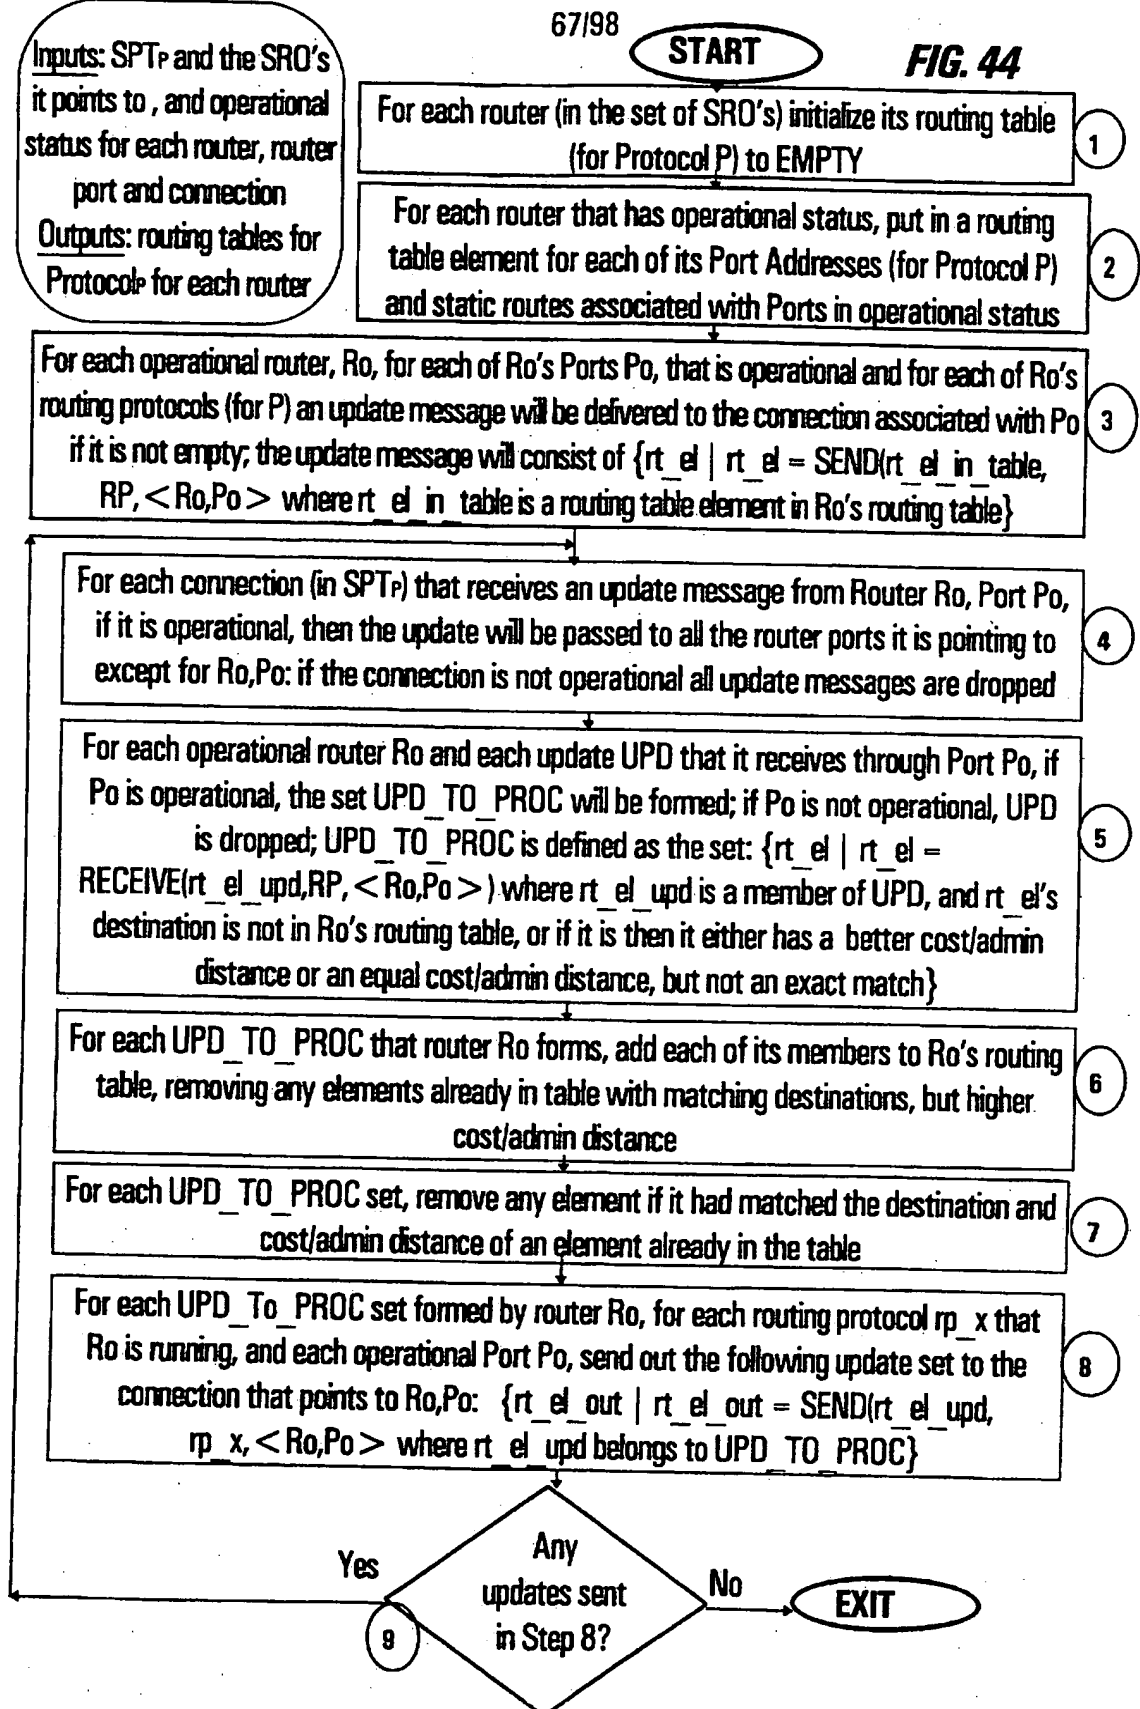 67/98
START
FIG. 44
Inputs: SPTP and the SRO's
it points to , and operational
status for each router, router
port and connection
Outputs: routing tables for
ProtocolP for each router
For each router (in the set of SRO's) initialize its routing table
(for Protocol P) to EMPTY
1
For each router that has operational status, put in a routing
table element for each of its Port Addresses (for Protocol P)
and static routes associated with Ports in operational status
2
For each operational router, Ro, for each of Ro's Ports Po, that is operational and for each of Ro's
routing protocols (for P) an update message will be delivered to the connection associated with Po
if it is not empty; the update message will consist of {rt_el | rt_el = SEND(rt_el_in_table,
RP, <Ro,Po> where rt_el_in_table is a routing table element in Ro's routing table}
3
For each connection (in SPTP) that receives an update message from Router Ro, Port Po,
if it is operational, then the update will be passed to all the router ports it is pointing to
except for Ro,Po: if the connection is not operational all update messages are dropped
4
For each operational router Ro and each update UPD that it receives through Port Po, if
Po is operational, the set UPD_TO_PROC will be formed; if Po is not operational, UPD
is dropped; UPD_TO_PROC is defined as the set: {rt_el | rt_el =
RECEIVE(rt_el_upd,RP, <Ro,Po>) where rt_el_upd is a member of UPD, and rt_el's
destination is not in Ro's routing table, or if it is then it either has a better cost/admin
distance or an equal cost/admin distance, but not an exact match}
5
For each UPD_TO_PROC that router Ro forms, add each of its members to Ro's routing
table, removing any elements already in table with matching destinations, but higher
cost/admin distance
6
For each UPD_TO_PROC set, remove any element if it had matched the destination and
cost/admin distance of an element already in the table
7
For each UPD_To_PROC set formed by router Ro, for each routing protocol rp_x that
Ro is running, and each operational Port Po, send out the following update set to the
connection that points to Ro,Po: {rt_el_out | rt_el_out = SEND(rt_el_upd,
rp_x, <Ro,Po> where rt_el_upd belongs to UPD_TO_PROC}
8
Any
updates sent
in Step 8?
Yes
No
EXIT
9